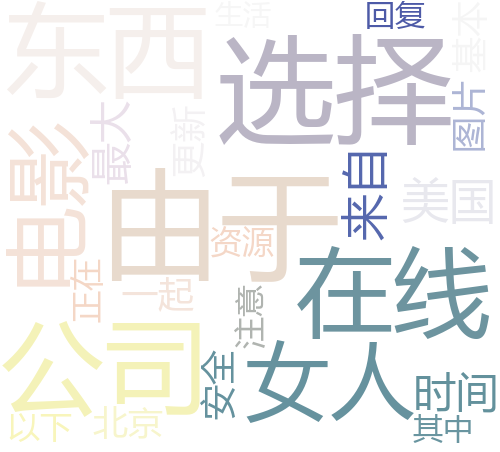 东西
生活
回复
基本
选择
图片
最大
更新
电影
来自
美国
由于
资源
正在
一起
注意
在线
公司
女人
安全
时间
以下
北京
其中